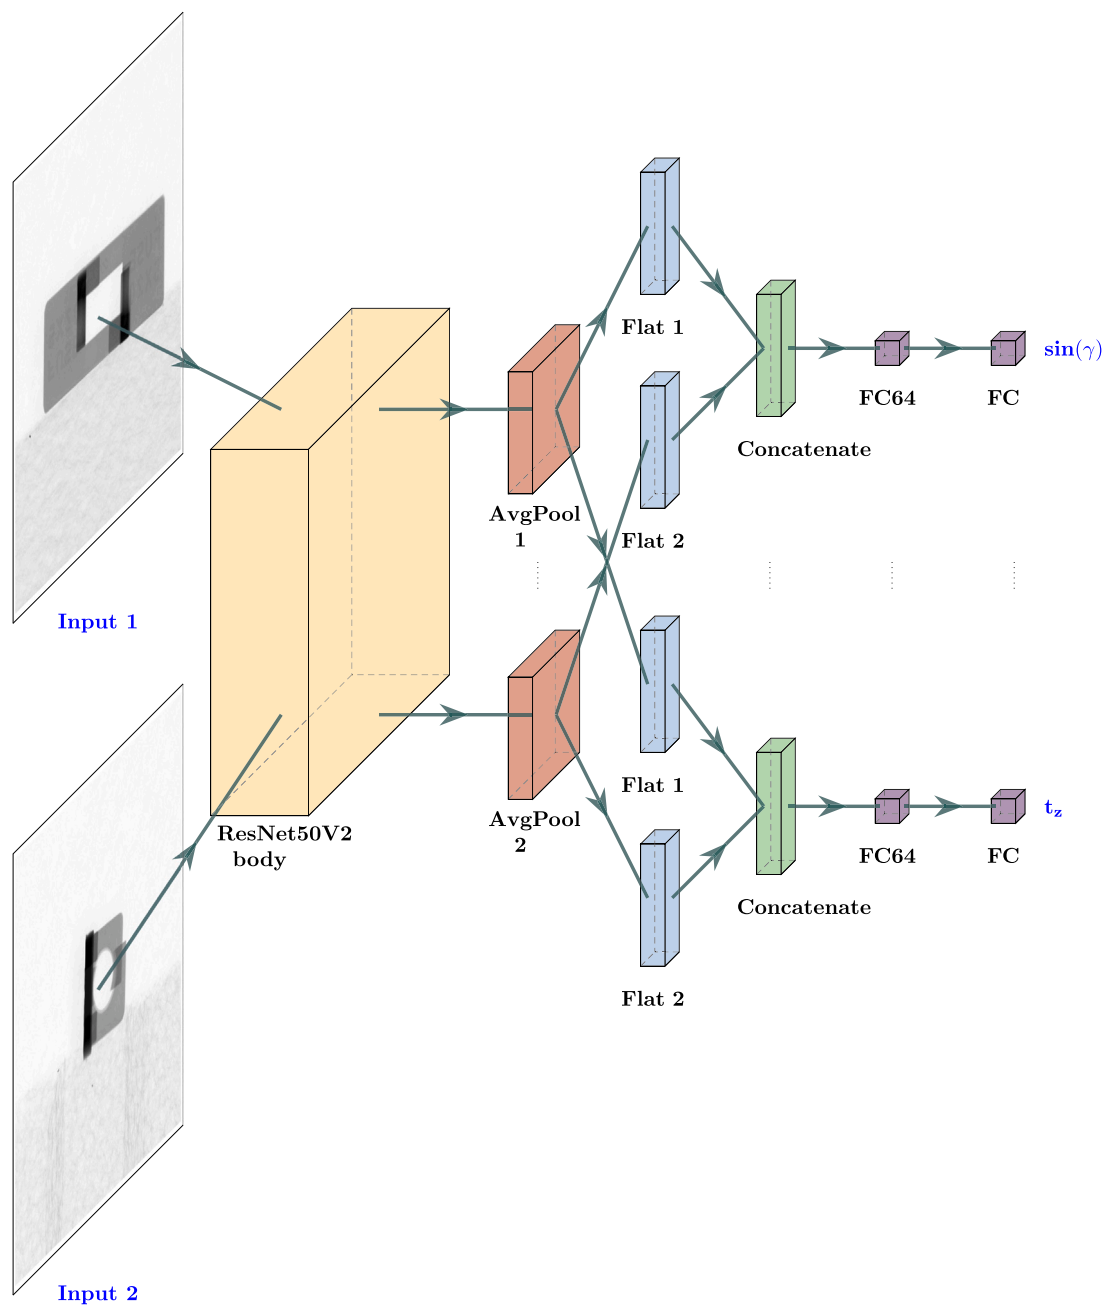 Input 1
Input 2
ResNet50V2
body
AvgPool
1
AvgPool
2
Flat 1
Flat 2
Flat 1
Flat 2
Concatenate
Concatenate
FC64
FC
sin(γ)
FC64
FC
t_z